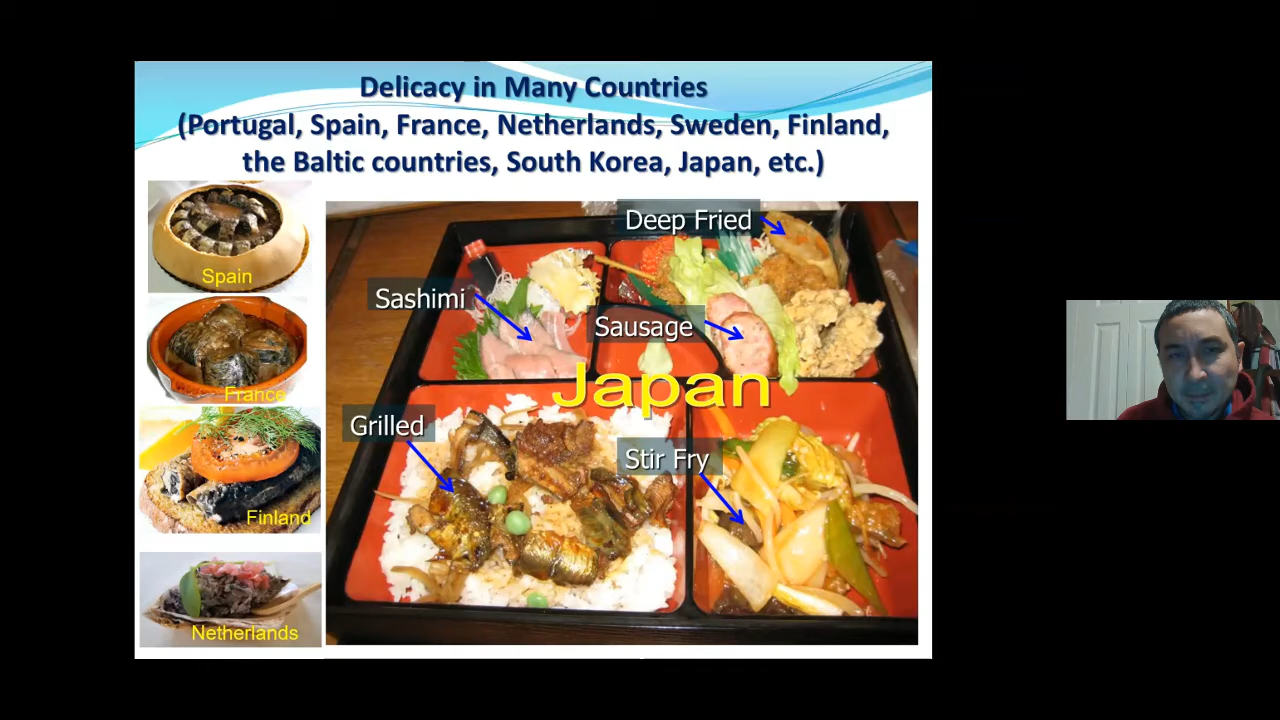 Delicacy in Many Countries
(Portugal, Spain, France, Netherlands, Sweden, Finland,
the Baltic countries, South Korea, Japan, etc.)
Spain
France
Finland
Netherlands
Deep Fried
Sashimi
Sausage
Japan
Grilled
Stir Fry